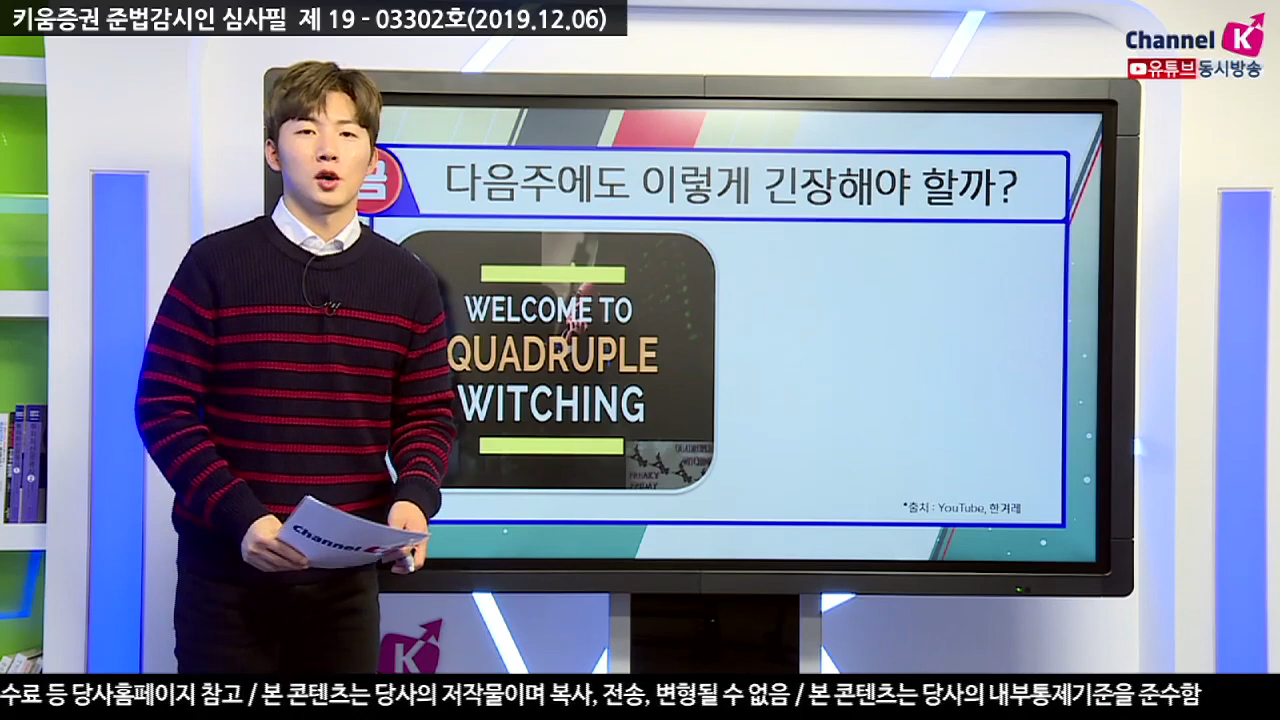 키움증권 준법감시인 심사필 제 19 - 03302호(2019.12.06)
Channel K
유튜브 동시방송
다음주에도 이렇게 긴장해야 할까?
WELCOME TO
QUADRUPLE
WITCHING
*출처 : YouTube, 한겨레
Channel K
K
수료 등 당사홈페이지 참고 / 본 콘텐츠는 당사의 저작물이며 복사, 전송, 변형될 수 없음 / 본 콘텐츠는 당사의 내부통제기준을 준수함